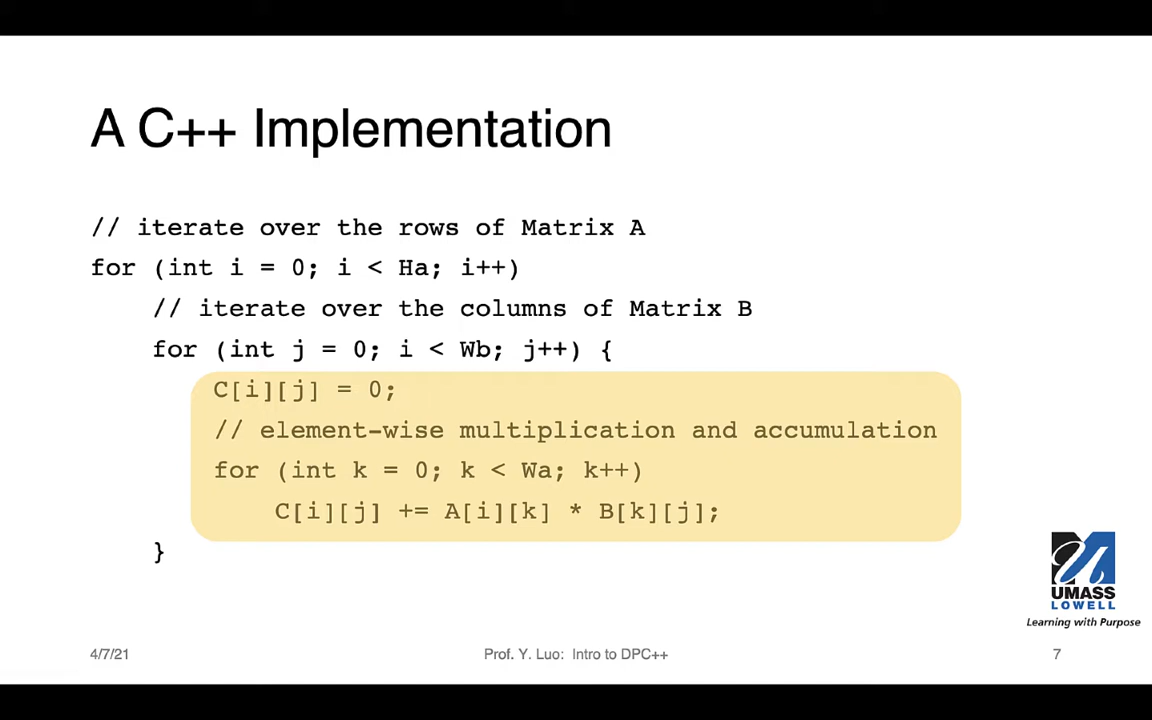 A C++ Implementation
// iterate over the rows of Matrix A
for (int i = 0; i < Ha; i++)
    // iterate over the columns of Matrix B
    for (int j = 0; i < Wb; j++) {
        C[i][j] = 0;
        // element-wise multiplication and accumulation
        for (int k = 0; k < Wa; k++)
            C[i][j] += A[i][k] * B[k][j];
    }
UMASS
LOWELL
Learning with Purpose
4/7/21
Prof. Y. Luo: Intro to DPC++
7